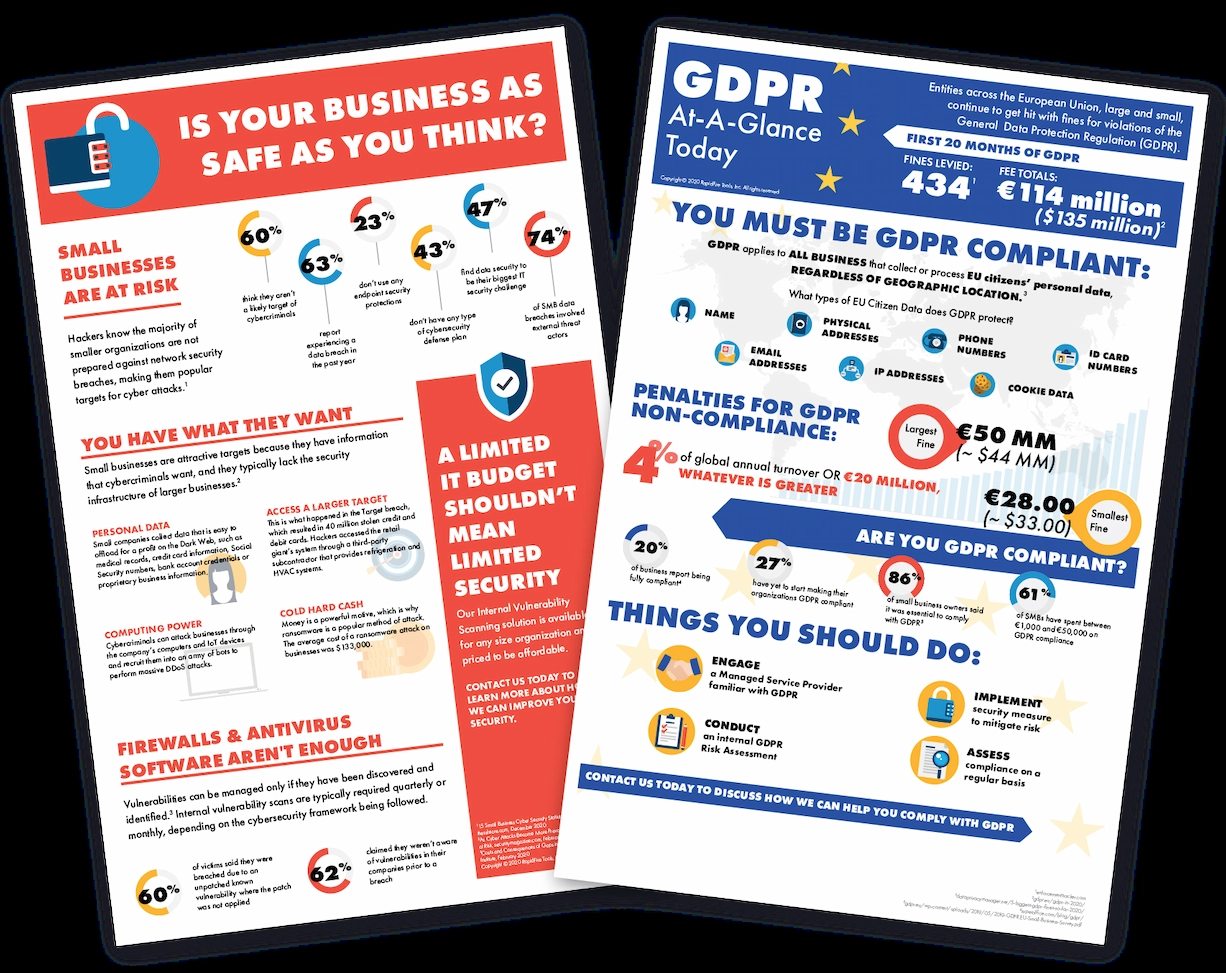 IS YOUR BUSINESS AS
SAFE AS YOU THINK?
SMALL
BUSINESSES
ARE AT RISK
Hackers know the majority of
smaller organizations are not
prepared against network security
breaches, making them popular
targets for cyber attacks.¹
60%
think they aren't
a likely target of
cybercriminals
63%
report
experiencing a
data breach in
the past year
23%
don't use any
endpoint security
protections
43%
don't have any type
of cybersecurity
defense plan
47%
find data security to
be their biggest IT
security challenge
74%
of SMB data
breaches involved
external threat
actors
YOU HAVE WHAT THEY WANT
Small businesses are attractive targets because they have information
that cybercriminals want, and they typically lack the security
infrastructure of larger businesses.²
PERSONAL DATA
Small companies collect data that is easy to
offload for a profit on the Dark Web, such as
medical records, credit card information, Social
Security numbers, bank account credentials or
proprietary business information.
ACCESS A LARGER TARGET
This is what happened in the Target breach,
which resulted in 40 million stolen credit and
debit cards. Hackers accessed the retail
giant's system through a third-party
subcontractor that provides refrigeration and
HVAC systems.
COMPUTING POWER
Cybercriminals can attack businesses through
the company's computers and IoT devices
and recruit them into an army of bots to
perform massive DDoS attacks.
COLD HARD CASH
Money is a powerful motive, which is why
ransomware is a popular method of attack.
The average cost of a ransomware attack on
businesses was $133,000.
FIREWALLS & ANTIVIRUS
SOFTWARE AREN'T ENOUGH
Vulnerabilities can be managed only if they have been discovered and
identified.³ Internal vulnerability scans are typically required quarterly or
monthly, depending on the cybersecurity framework being followed.
60%
of victims said they were
breached due to an
unpatched known
vulnerability where the patch
was not applied
62%
claimed they weren't aware
of vulnerabilities in their
companies prior to a
breach
A LIMITED
IT BUDGET
SHOULDN'T
MEAN
LIMITED
SECURITY
Our Internal Vulnerability
Scanning solution is available
for any size organization an
priced to be affordable.
CONTACT US TODAY TO
LEARN MORE ABOUT HO
WE CAN IMPROVE YOU
SECURITY.
GDPR
At-A-Glance
Today
Copyright © 2020 RapidFire Tools, Inc. All rights reserved
Entities across the European Union, large and small,
continue to get hit with fines for violations of the
General Data Protection Regulation (GDPR).
FIRST 20 MONTHS OF GDPR
FINES LEVIED:
434¹
FEE TOTALS:
€114 million
($135 million)²
YOU MUST BE GDPR COMPLIANT:
GDPR applies to ALL BUSINESS that collect or process EU citizens' personal data,
REGARDLESS OF GEOGRAPHIC LOCATION.³
What types of EU Citizen Data does GDPR protect?
NAME
PHYSICAL
ADDRESSES
PHONE
NUMBERS
ID CARD
NUMBERS
EMAIL
ADDRESSES
IP ADDRESSES
COOKIE DATA
PENALTIES FOR GDPR
NON-COMPLIANCE:
4% of global annual turnover OR €20 MILLION,
WHATEVER IS GREATER
Largest
Fine
€50 MM
(~ $44 MM)
€28.00
(~ $33.00)
Smallest
Fine
ARE YOU GDPR COMPLIANT?
20%
of business report being
fully compliant⁴
27%
have yet to start making their
organizations GDPR compliant
86%
of small business owners said
it was essential to comply
with GDPR⁵
61%
of SMBs have spent between
€1,000 and €50,000 on
GDPR compliance
THINGS YOU SHOULD DO:
ENGAGE
a Managed Service Provider
familiar with GDPR
IMPLEMENT
security measure
to mitigate risk
CONDUCT
an internal GDPR
Risk Assessment
ASSESS
compliance on a
regular basis
CONTACT US TODAY TO DISCUSS HOW WE CAN HELP YOU COMPLY WITH GDPR